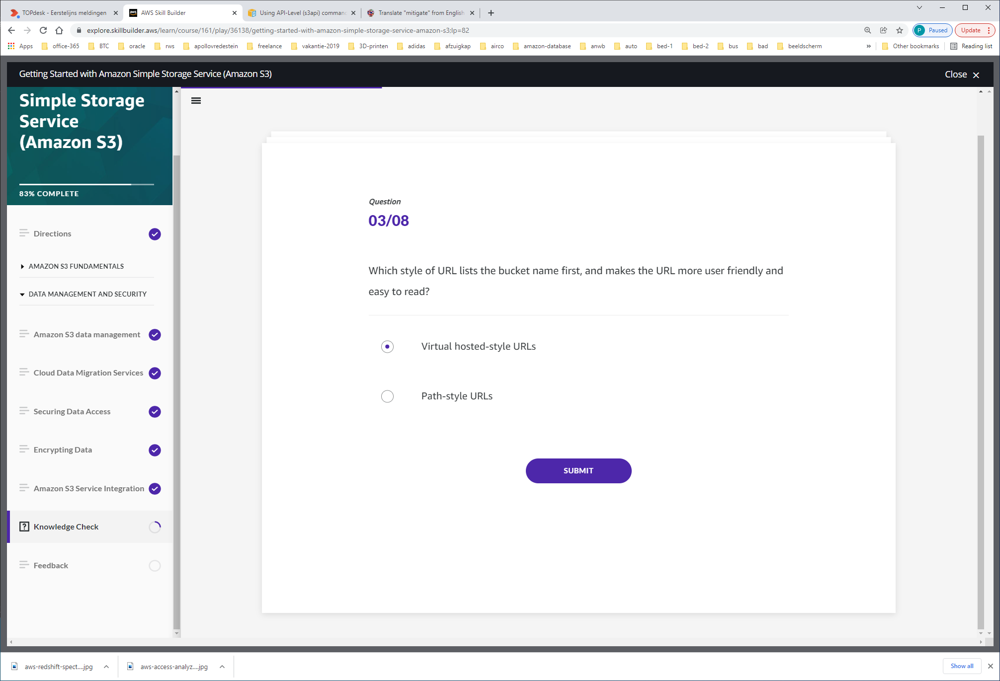 TOPdesk - Eerstelijns meldingen
AWS Skill Builder
Using API-Level (s3api) comman
Translate "mitigate" from English
explore.skillbuilder.aws/learn/course/161/play/36138/getting-started-with-amazon-simple-storage-service-amazon-s3;lp=82
P Paused
Update
Apps
office-365
BTC
oracle
rws
apollovredestein
freelance
vakantie-2019
3D-printen
adidas
afzuigkap
airco
amazon-database
anwb
auto
bed-1
bed-2
bus
bad
beeldscherm
»
Other bookmarks
Reading list
Getting Started with Amazon Simple Storage Service (Amazon S3)
Close
Simple Storage
Service
(Amazon S3)
83% COMPLETE
Directions
AMAZON S3 FUNDAMENTALS
DATA MANAGEMENT AND SECURITY
Amazon S3 data management
Cloud Data Migration Services
Securing Data Access
Encrypting Data
Amazon S3 Service Integration
Knowledge Check
Feedback
Question
03/08
Which style of URL lists the bucket name first, and makes the URL more user friendly and
easy to read?
Virtual hosted-style URLs
Path-style URLs
SUBMIT
aws-redshift-spect....jpg
aws-access-analyz....jpg
Show all